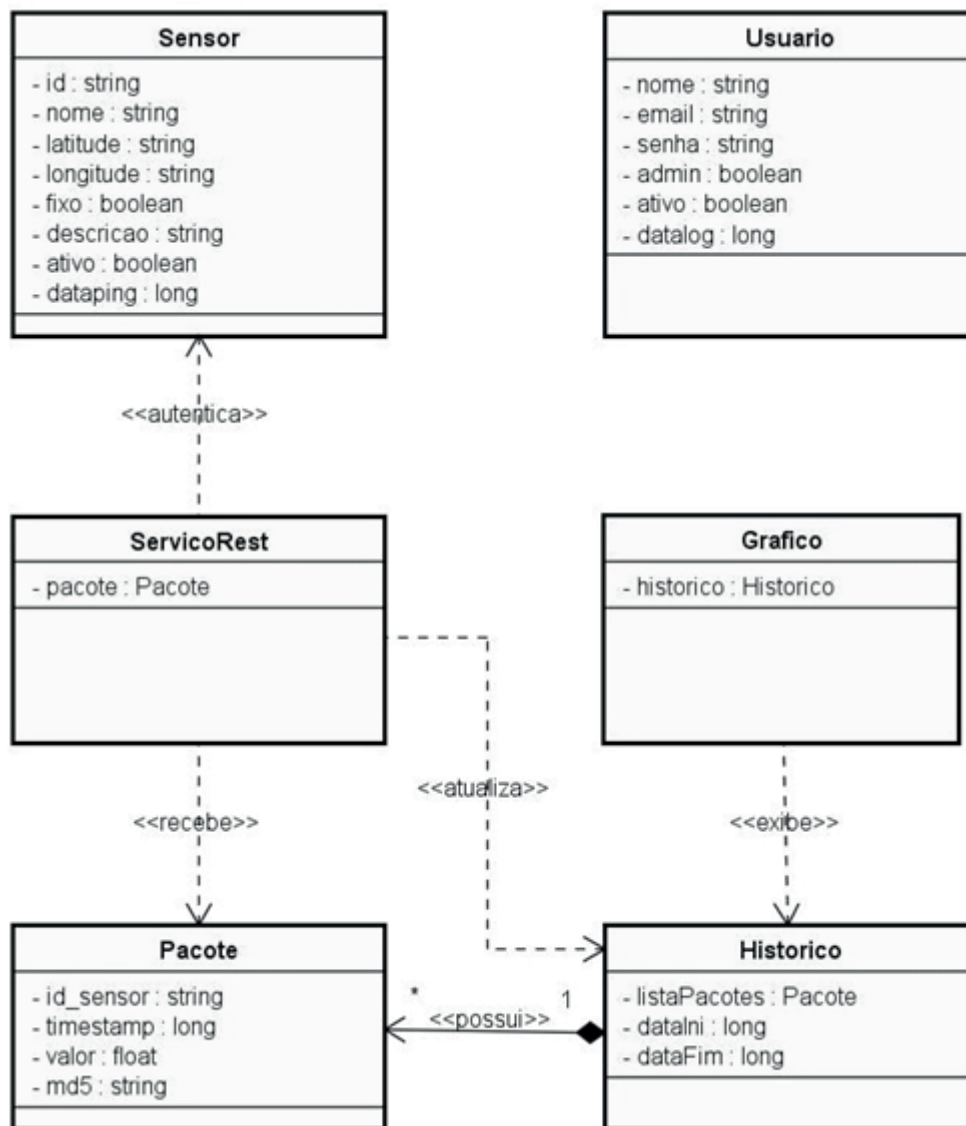 Sensor
- id : string
- nome : string
- latitude : string
- longitude : string
- fixo : boolean
- descricao : string
- ativo : boolean
- dataping : long
Usuario
- nome : string
- email : string
- senha : string
- admin : boolean
- ativo : boolean
- datalog : long
<<autentica>>
ServicoRest
- pacote : Pacote
Grafico
- historico : Historico
<<atualiza>>
<<recebe>>
<<exibe>>
Pacote
- id_sensor : string
- timestamp : long
- valor : float
- md5 : string
* 1
<<possui>>
Historico
- listaPacotes : Pacote
- dataIni : long
- dataFim : long